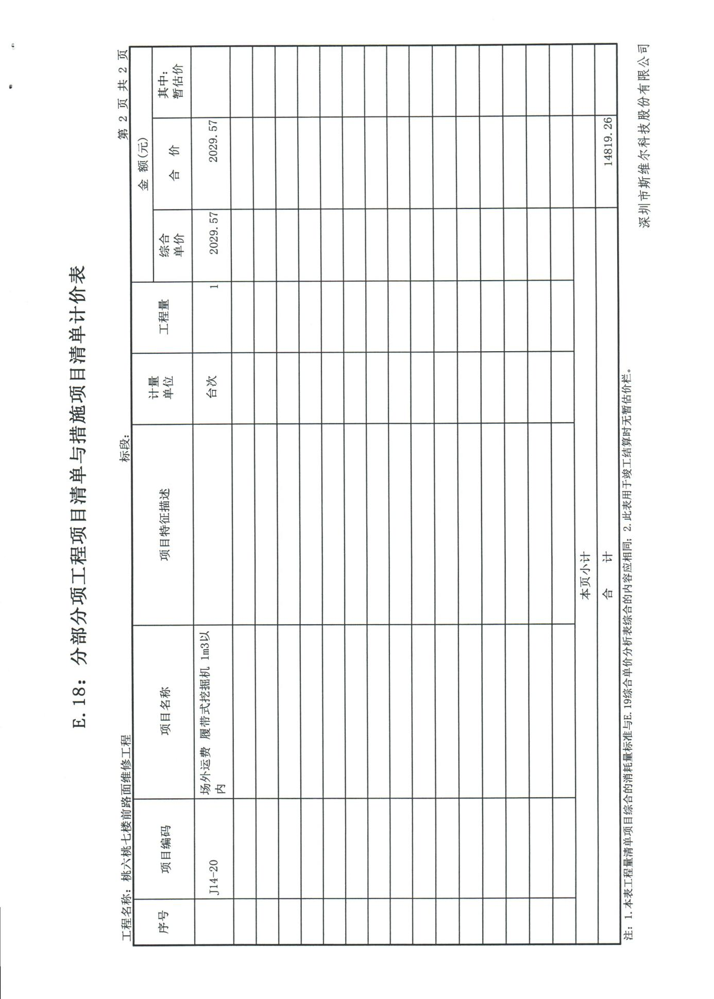 E.18：分部分项工程项目清单与措施项目清单计价表
工程名称：桃六桃七楼前路面维修工程 标段： 第 2 页 共 2 页
序号 项目编码 项目名称 项目特征描述 计量单位 工程量 金 额(元)
综合单价 合 价 其中：暂估价
J14-20 场外运费 履带式挖掘机 1m3以内 台次 1 2029.57 2029.57
本页小计
合 计 14819.26
注：1.本表工程量清单项目综合的消耗量标准与E.19综合单价分析表综合的内容应相同；2.此表用于竣工结算时无暂估价栏。
深圳市斯维尔科技股份有限公司